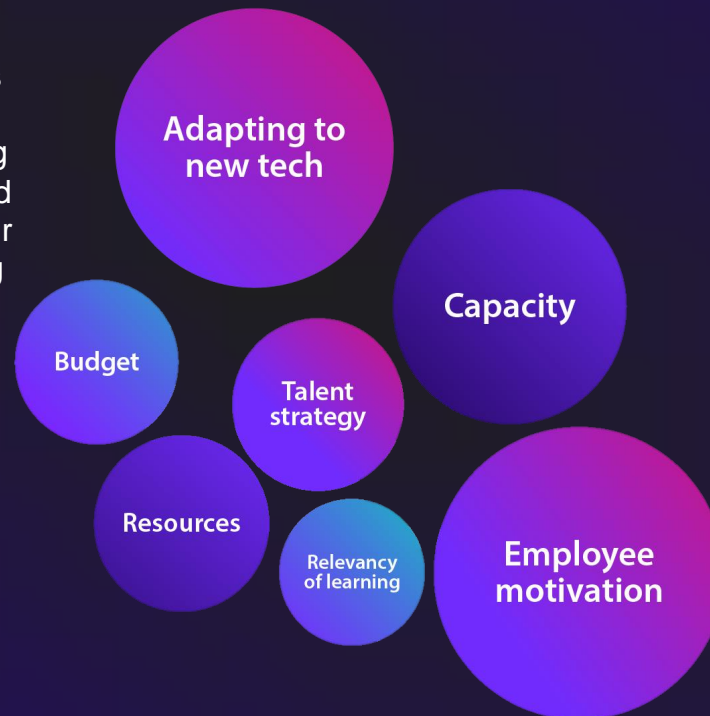 g
d
r
g
Adapting to
new tech
Capacity
Budget
Talent
strategy
Resources
Relevancy
of learning
Employee
motivation